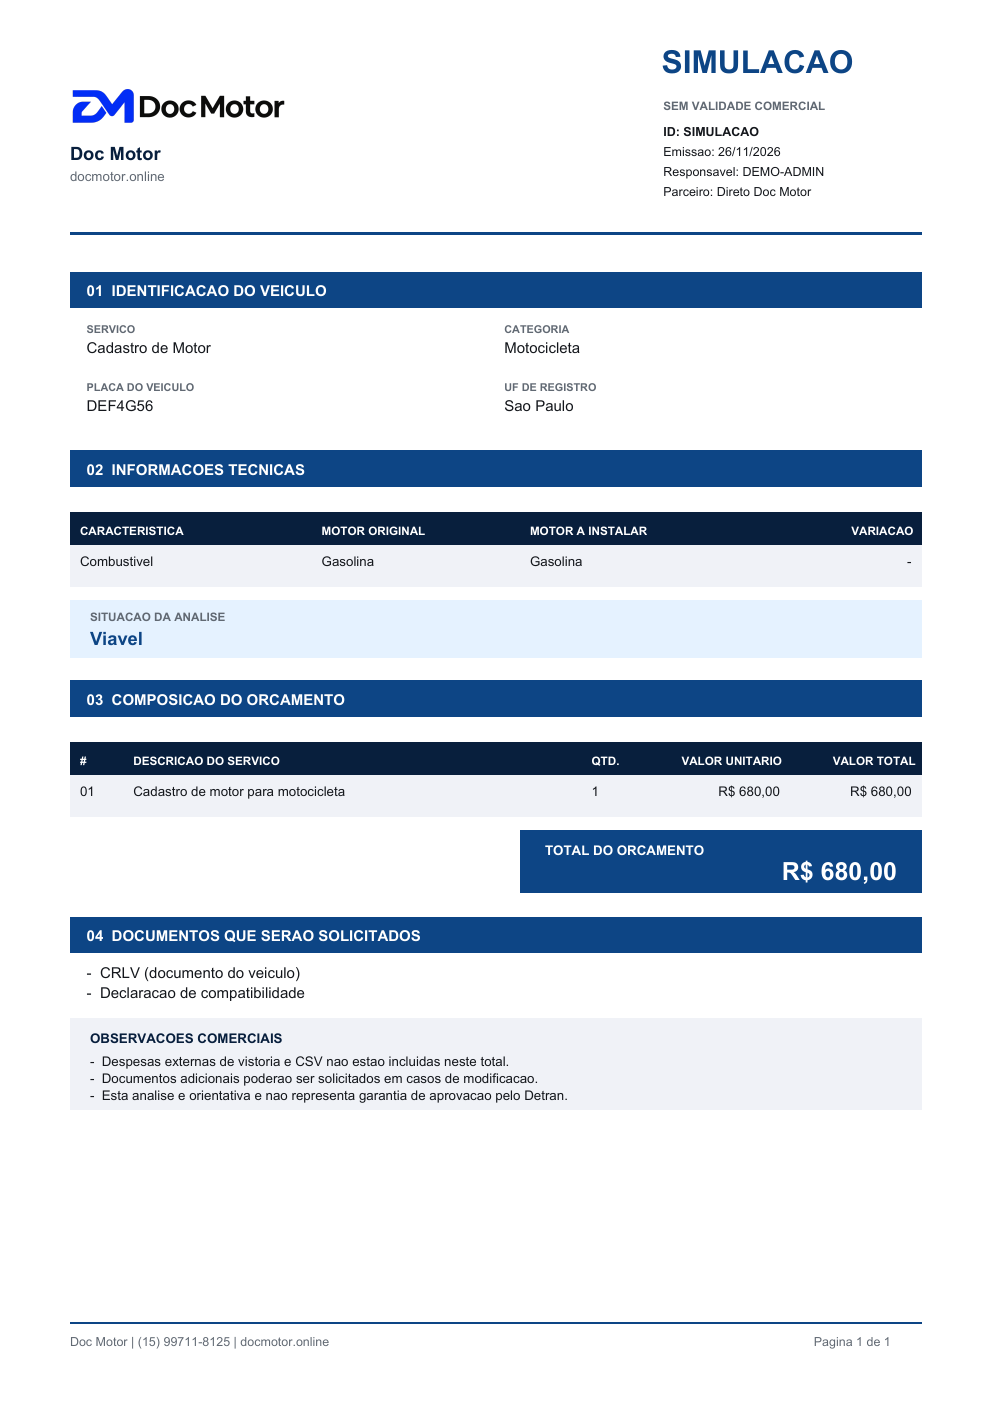 SIMULACAO
DM DocMotor
SEM VALIDADE COMERCIAL
ID: SIMULACAO
Doc Motor
Emissao: 26/11/2026
docmotor.online
Responsavel: DEMO-ADMIN
Parceiro: Direto Doc Motor
01 IDENTIFICACAO DO VEICULO
SERVICO CATEGORIA
Cadastro de Motor Motocicleta
PLACA DO VEICULO UF DE REGISTRO
DEF4G56 Sao Paulo
02 INFORMACOES TECNICAS
CARACTERISTICA MOTOR ORIGINAL MOTOR A INSTALAR VARIACAO
Combustivel Gasolina Gasolina -
SITUACAO DA ANALISE
Viavel
03 COMPOSICAO DO ORCAMENTO
# DESCRICAO DO SERVICO QTD. VALOR UNITARIO VALOR TOTAL
01 Cadastro de motor para motocicleta 1 R$ 680,00 R$ 680,00
TOTAL DO ORCAMENTO
R$ 680,00
04 DOCUMENTOS QUE SERAO SOLICITADOS
- CRLV (documento do veiculo)
- Declaracao de compatibilidade
OBSERVACOES COMERCIAIS
- Despesas externas de vistoria e CSV nao estao incluidas neste total.
- Documentos adicionais poderao ser solicitados em casos de modificacao.
- Esta analise e orientativa e nao representa garantia de aprovacao pelo Detran.
Doc Motor | (15) 99711-8125 | docmotor.online Pagina 1 de 1